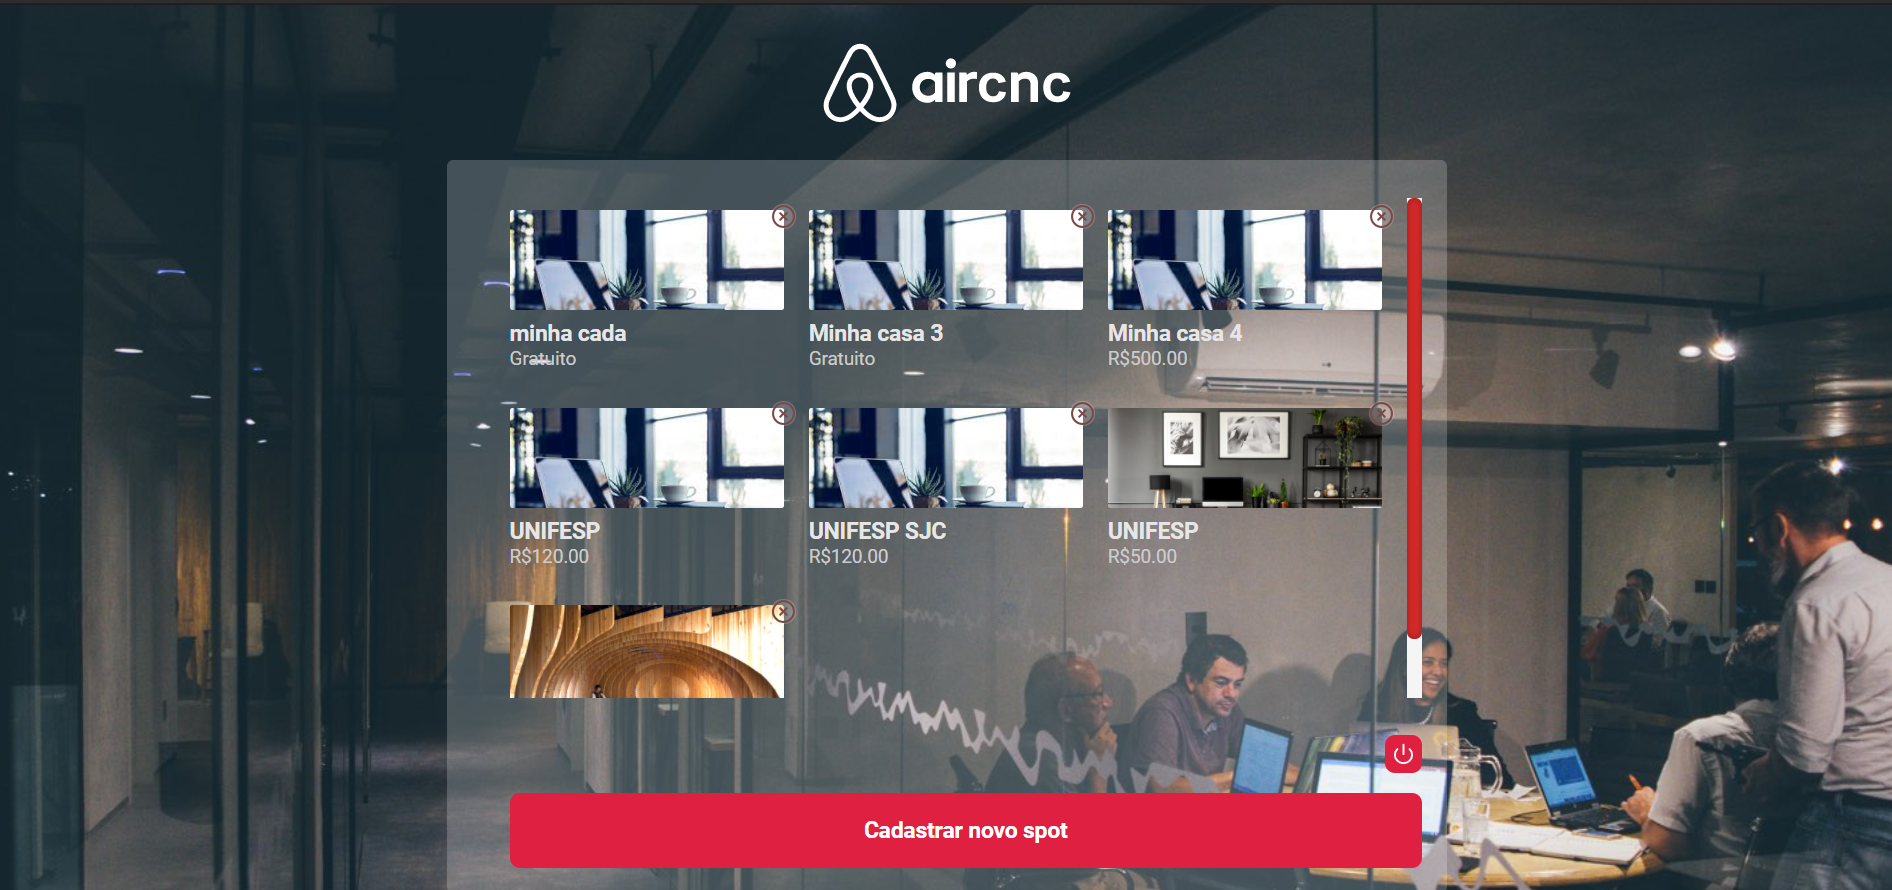 aircnc
minha cada
Gratuito
Minha casa 3
Gratuito
Minha casa 4
R$500.00
UNIFESP
R$120.00
UNIFESP SJC
R$120.00
UNIFESP
R$50.00
Cadastrar novo spot